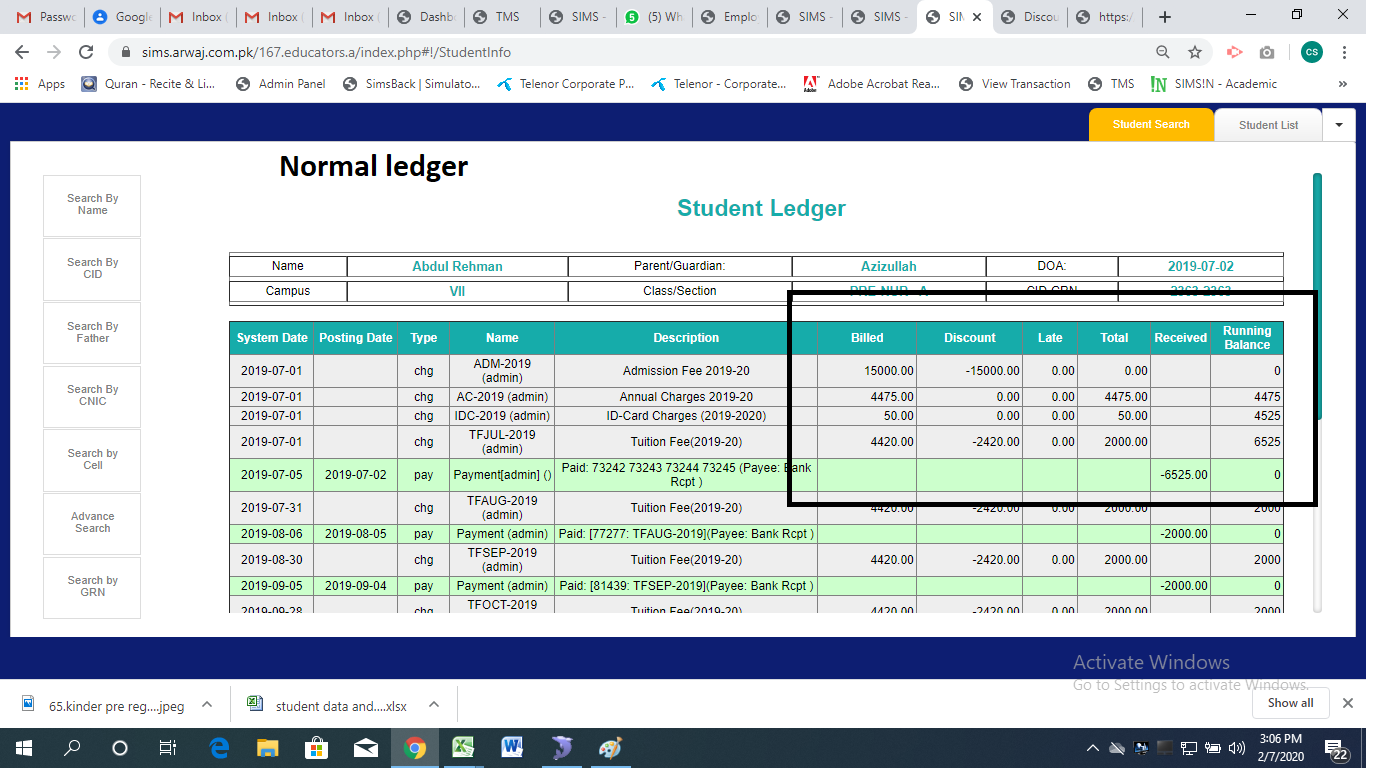 Passwo
Google
Inbox (
Inbox (
Inbox (
Dashbo
TMS
SIMS -
(5) Wh
Emplo
SIMS -
SIMS -
SIM
Discou
https:/
sims.arwaj.com.pk/167.educators.a/index.php#!/StudentInfo
CS
Apps Quran - Recite & Li... Admin Panel SimsBack | Simulato... Telenor Corporate P... Telenor - Corporate... Adobe Acrobat Rea... View Transaction TMS SIMS!N - Academic »
Student Search Student List
Normal ledger
Student Ledger
Search By
Name
Search By
CID
Search By
Father
Search By
CNIC
Search by
Cell
Advance
Search
Search by
GRN
Name Abdul Rehman Parent/Guardian: Azizullah DOA: 2019-07-02
Campus VII Class/Section PRE-NUR - A CID-GRN 2363-2363
System Date Posting Date Type Name Description Billed Discount Late Total Received Running Balance
2019-07-01 chg ADM-2019 (admin) Admission Fee 2019-20 15000.00 -15000.00 0.00 0.00 0
2019-07-01 chg AC-2019 (admin) Annual Charges 2019-20 4475.00 0.00 0.00 4475.00 4475
2019-07-01 chg IDC-2019 (admin) ID-Card Charges (2019-2020) 50.00 0.00 0.00 50.00 4525
2019-07-01 chg TFJUL-2019 (admin) Tuition Fee(2019-20) 4420.00 -2420.00 0.00 2000.00 6525
2019-07-05 2019-07-02 pay Payment[admin] () Paid: 73242 73243 73244 73245 (Payee: Bank Rcpt ) -6525.00 0
2019-07-31 chg TFAUG-2019 (admin) Tuition Fee(2019-20) 4420.00 -2420.00 0.00 2000.00 2000
2019-08-06 2019-08-05 pay Payment (admin) Paid: [77277: TFAUG-2019](Payee: Bank Rcpt ) -2000.00 0
2019-08-30 chg TFSEP-2019 (admin) Tuition Fee(2019-20) 4420.00 -2420.00 0.00 2000.00 2000
2019-09-05 2019-09-04 pay Payment (admin) Paid: [81439: TFSEP-2019](Payee: Bank Rcpt ) -2000.00 0
2019-09-28 chg TFOCT-2019 Tuition Fee(2019-20) 4420.00 -2420.00 0.00 2000.00 2000
Activate Windows
Go to Settings to activate Windows.
65.kinder pre reg....jpeg student data and....xlsx Show all
3:06 PM
2/7/2020
22